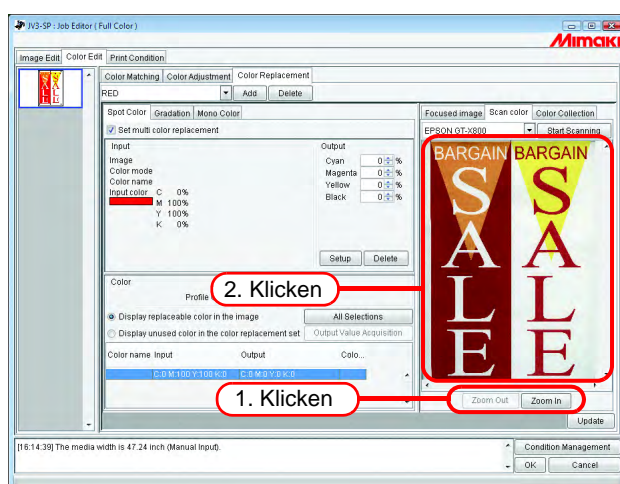 JV3-SP : Job Editor ( Full Color )
Mimaki
Image Edit Color Edit Print Condition
Color Matching Color Adjustment Color Replacement
RED Add Delete
Spot Color Gradation Mono Color
Set multi color replacement
Input
Image
Color mode
Color name
Input color C 0%
M 100%
Y 100%
K 0%
Output
Cyan 0 %
Magenta 0 %
Yellow 0 %
Black 0 %
Setup Delete
Color
Profile
2. Klicken
Display replaceable color in the image All Selections
Display unused color in the color replacement set Output Value Acquisition
Color name Input Output Colo...
C:0 M:100 Y:100 K:0 C:0 M:0 Y:0 K:0
1. Klicken
Focused image Scan color Color Collection
EPSON GT-X800 Start Scanning
BARGAIN BARGAIN
SALE SALE
Zoom Out Zoom In
Update
[16:14:39] The media width is 47.24 inch (Manual Input).
Condition Management
OK Cancel